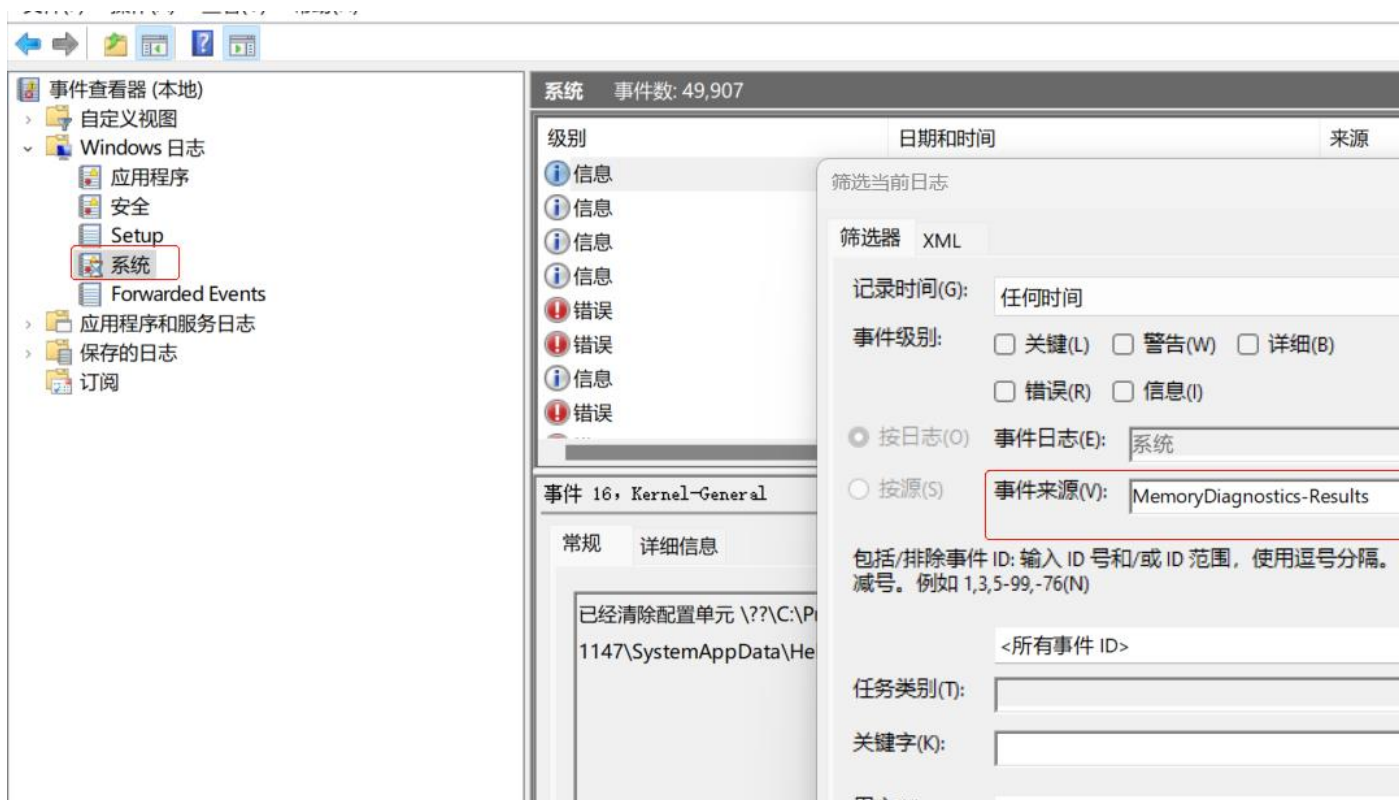 事件查看器 (本地)
自定义视图
Windows 日志
应用程序
安全
Setup
系统
Forwarded Events
应用程序和服务日志
保存的日志
订阅
系统 事件数: 49,907
级别 日期和时间 来源
信息
信息
信息
信息
错误
错误
信息
错误
事件 16，Kernel-General
常规 详细信息
已经清除配置单元 \??\C:\P
1147\SystemAppData\He
筛选当前日志
筛选器 XML
记录时间(G): 任何时间
事件级别: 关键(L) 警告(W) 详细(B)
错误(R) 信息(I)
按日志(O) 事件日志(E): 系统
按源(S) 事件来源(V): MemoryDiagnostics-Results
包括/排除事件 ID: 输入 ID 号和/或 ID 范围，使用逗号分隔。
减号。例如 1,3,5-99,-76(N)
<所有事件 ID>
任务类别(T):
关键字(K):